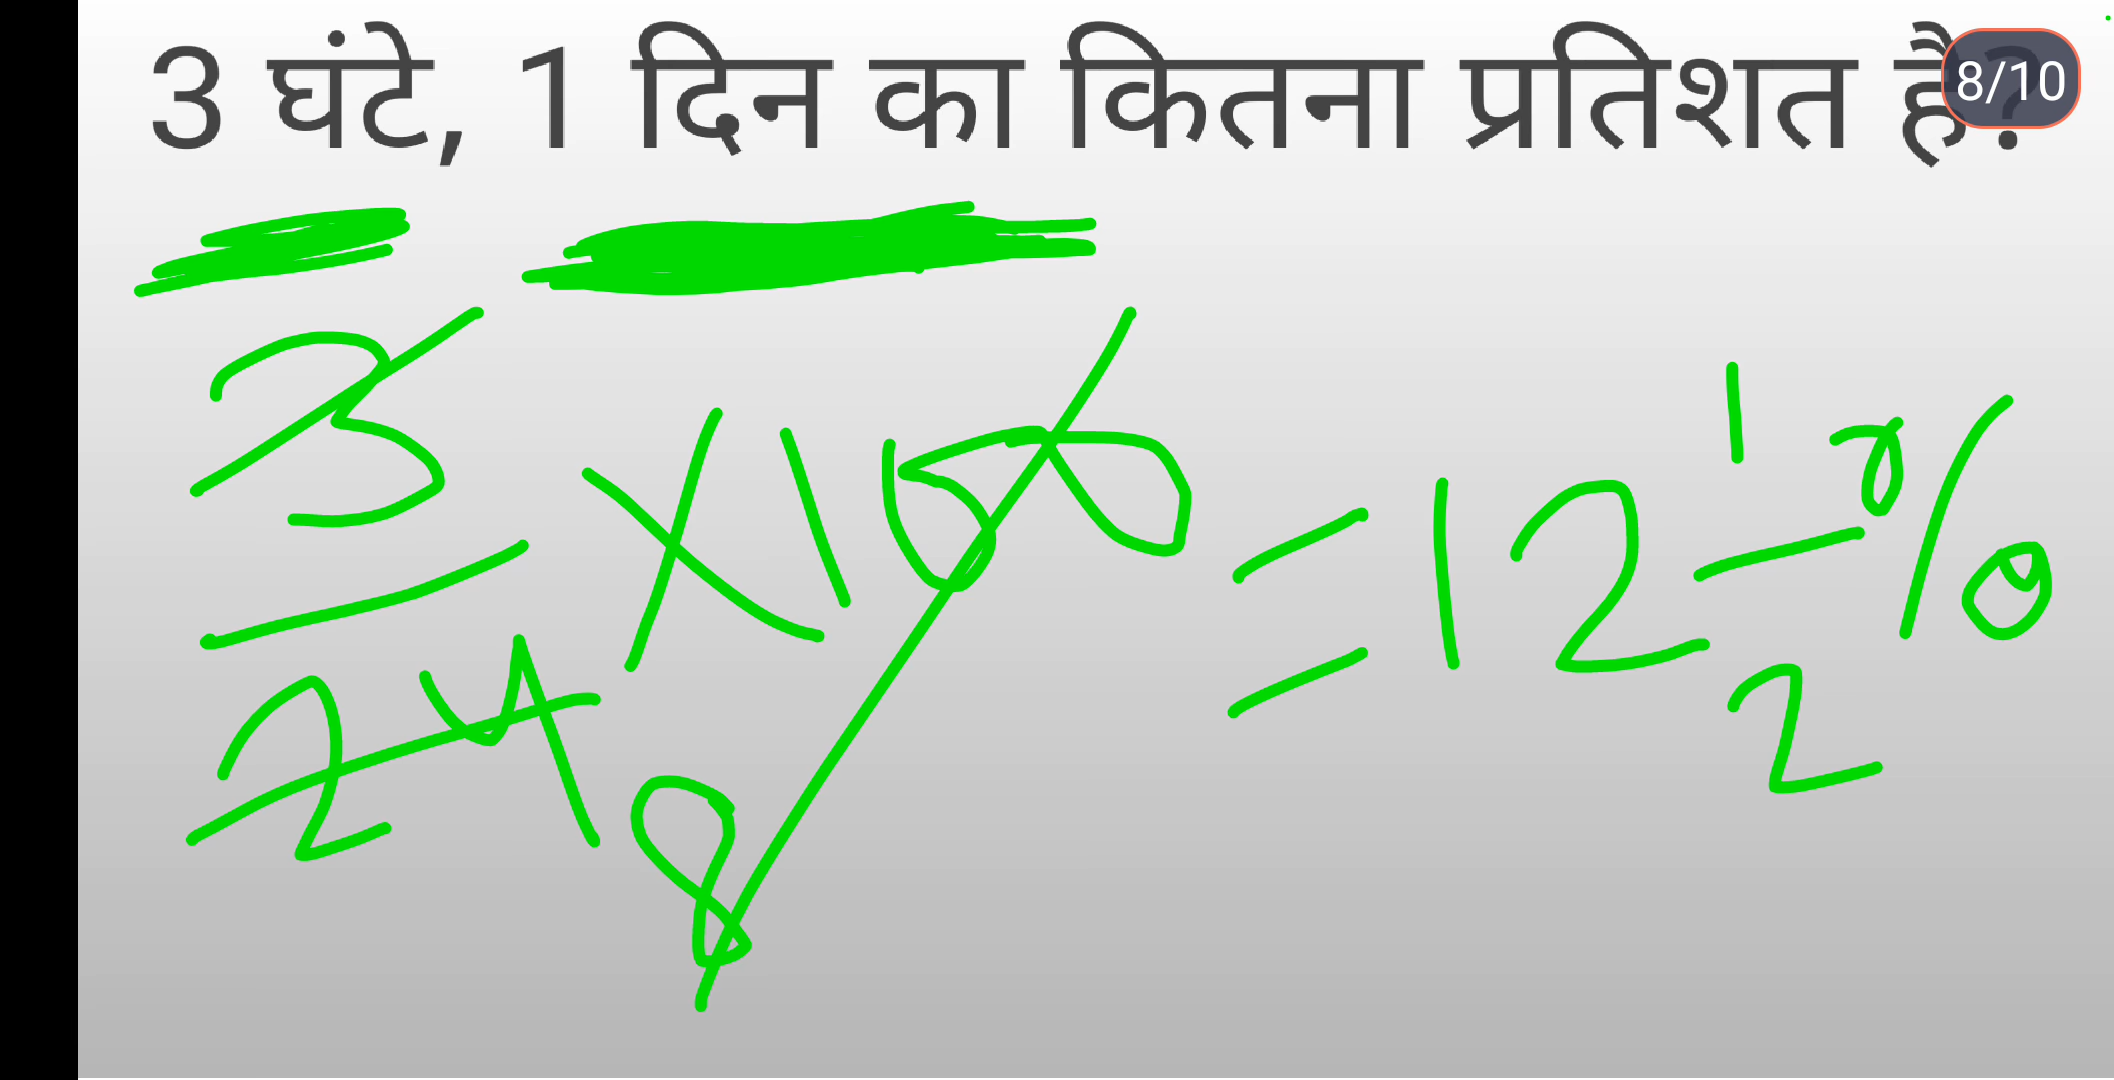 3 घंटे, 1 दिन का कितना प्रतिशत है?
8/10
3/24 × 100 = 12 1/2 %
8